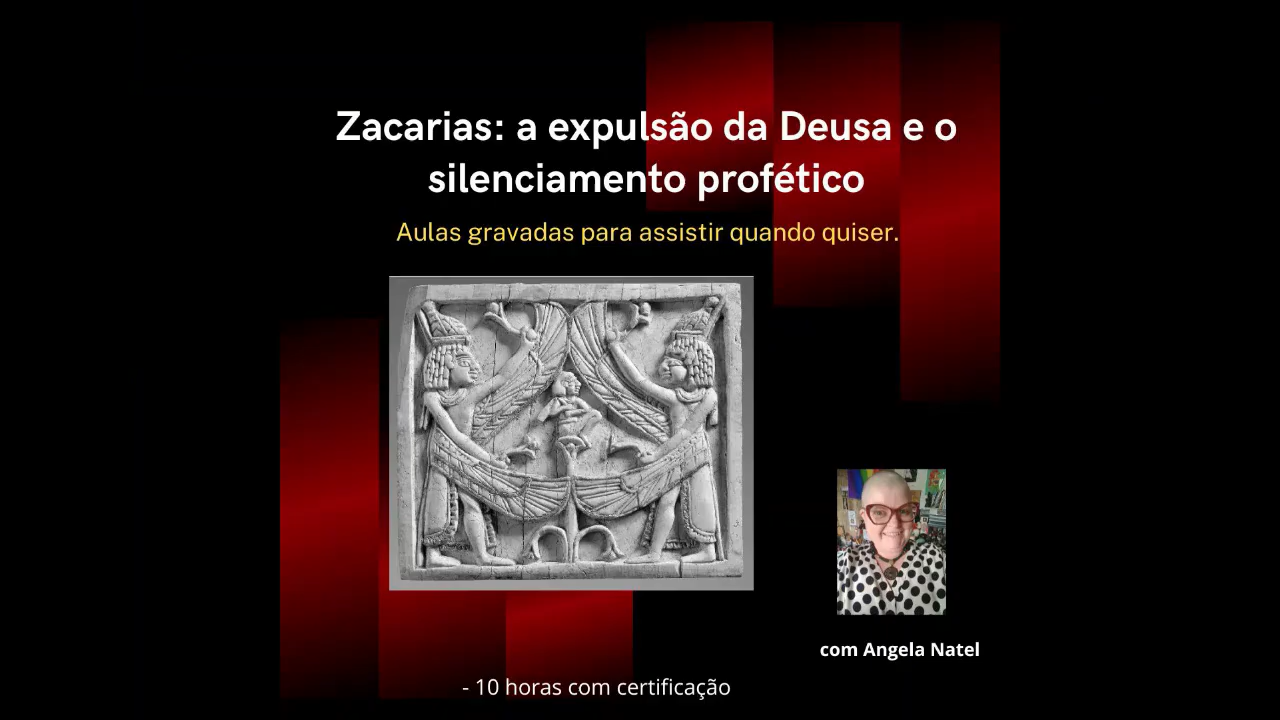 Zacarias: a expulsão da Deusa e o
silenciamento profético
Aulas gravadas para assistir quando quiser.
com Angela Natel
- 10 horas com certificação